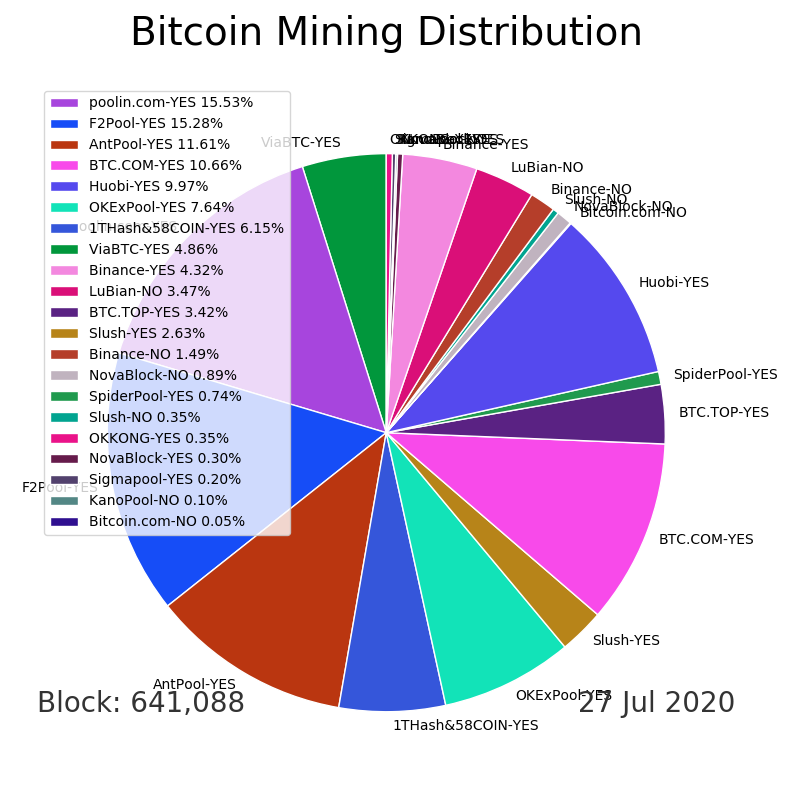 Bitcoin Mining Distribution
poolin.com-YES 15.53%
F2Pool-YES 15.28%
AntPool-YES 11.61%
BTC.COM-YES 10.66%
Huobi-YES 9.97%
OKExPool-YES 7.64%
1THash&58COIN-YES 6.15%
ViaBTC-YES 4.86%
Binance-YES 4.32%
LuBian-NO 3.47%
BTC.TOP-YES 3.42%
Slush-YES 2.63%
Binance-NO 1.49%
NovaBlock-NO 0.89%
SpiderPool-YES 0.74%
Slush-NO 0.35%
OKKONG-YES 0.35%
NovaBlock-YES 0.30%
Sigmapool-YES 0.20%
KanoPool-NO 0.10%
Bitcoin.com-NO 0.05%
ViaBTC-YES
Binance-YES
LuBian-NO
Binance-NO
Slush-NO
NovaBlock-NO
Bitcoin.com-NO
Huobi-YES
SpiderPool-YES
BTC.TOP-YES
BTC.COM-YES
Slush-YES
OKExPool-YES
1THash&58COIN-YES
AntPool-YES
F2Pool-YES
Block: 641,088
27 Jul 2020